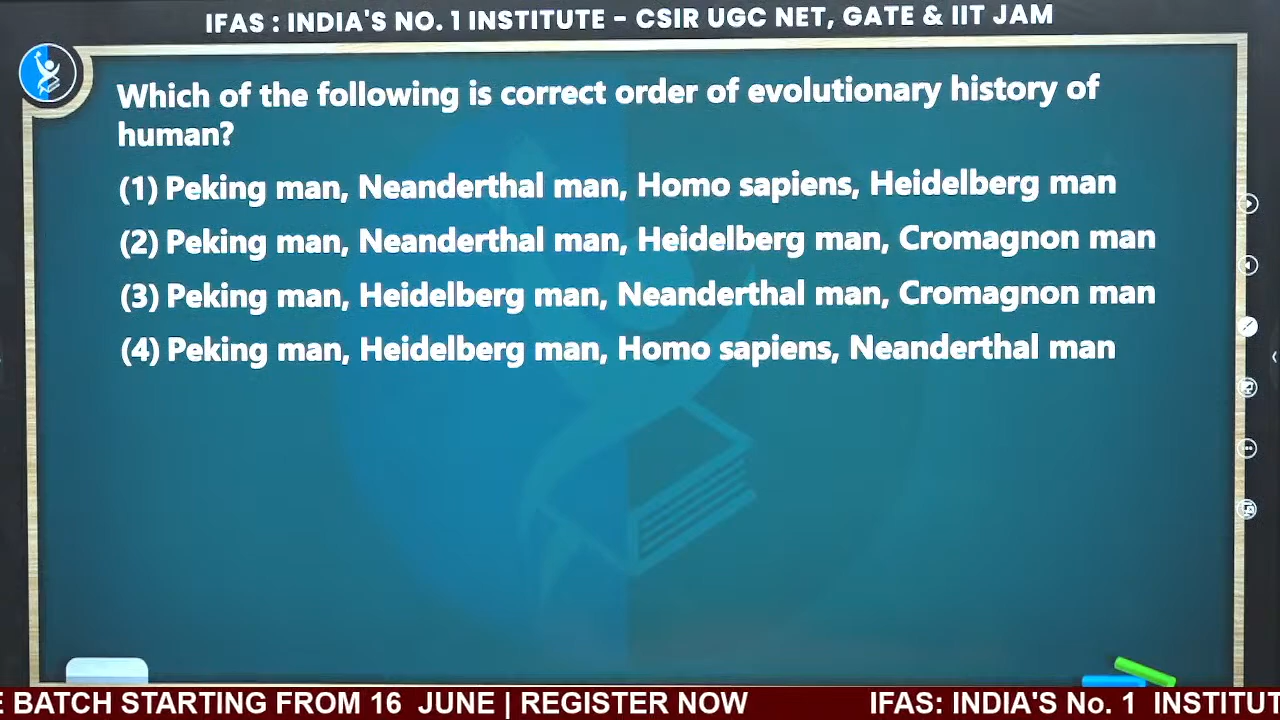 IFAS : INDIA'S NO. 1 INSTITUTE - CSIR UGC NET, GATE & IIT JAM
Which of the following is correct order of evolutionary history of
human?
(1) Peking man, Neanderthal man, Homo sapiens, Heidelberg man
(2) Peking man, Neanderthal man, Heidelberg man, Cromagnon man
(3) Peking man, Heidelberg man, Neanderthal man, Cromagnon man
(4) Peking man, Heidelberg man, Homo sapiens, Neanderthal man
E BATCH STARTING FROM 16 JUNE | REGISTER NOW IFAS: INDIA'S No. 1 INSTITUT